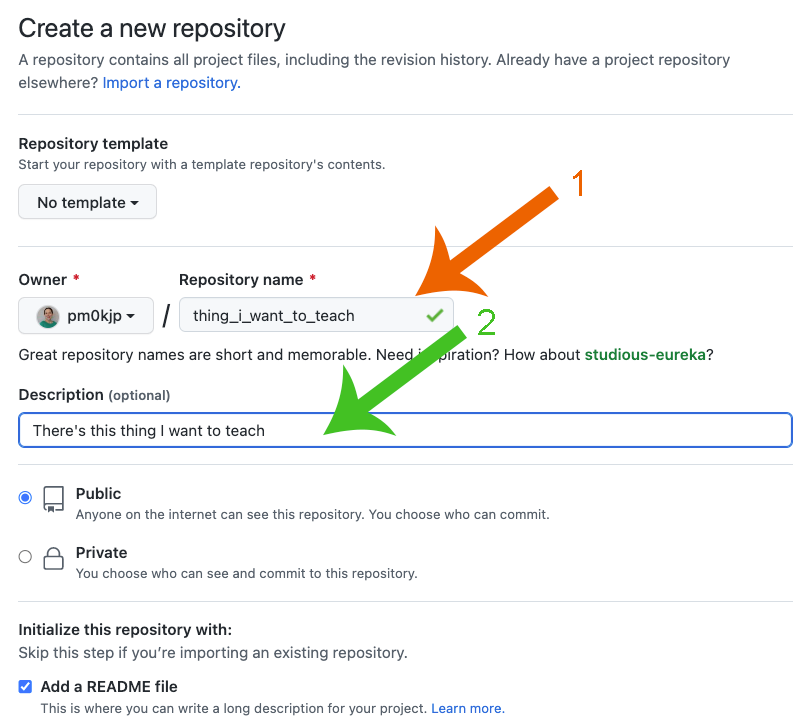 Create a new repository
A repository contains all project files, including the revision history. Already have a project repository
elsewhere? Import a repository.
Repository template
Start your repository with a template repository's contents.
No template
1
Owner *
Repository name *
pm0kjp
/
thing_i_want_to_teach
2
Great repository names are short and memorable. Need inspiration? How about studious-eureka?
Description (optional)
There's this thing I want to teach
Public
Anyone on the internet can see this repository. You choose who can commit.
Private
You choose who can see and commit to this repository.
Initialize this repository with:
Skip this step if you're importing an existing repository.
Add a README file
This is where you can write a long description for your project. Learn more.